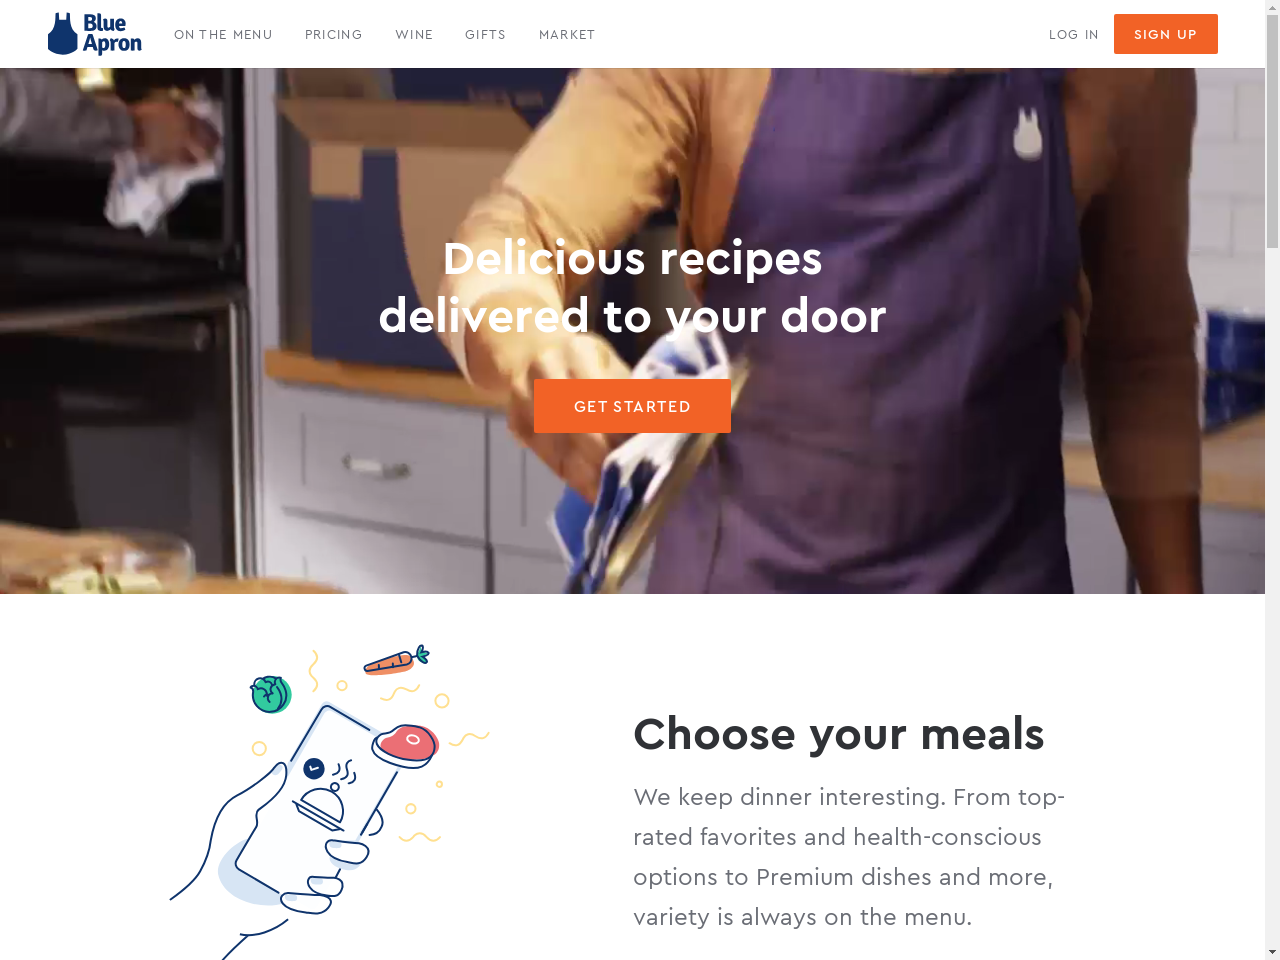 Blue
Apron
ON THE MENU
PRICING
WINE
GIFTS
MARKET
LOG IN
SIGN UP
Delicious recipes
delivered to your door
GET STARTED
Choose your meals
We keep dinner interesting. From top-
rated favorites and health-conscious
options to Premium dishes and more,
variety is always on the menu.